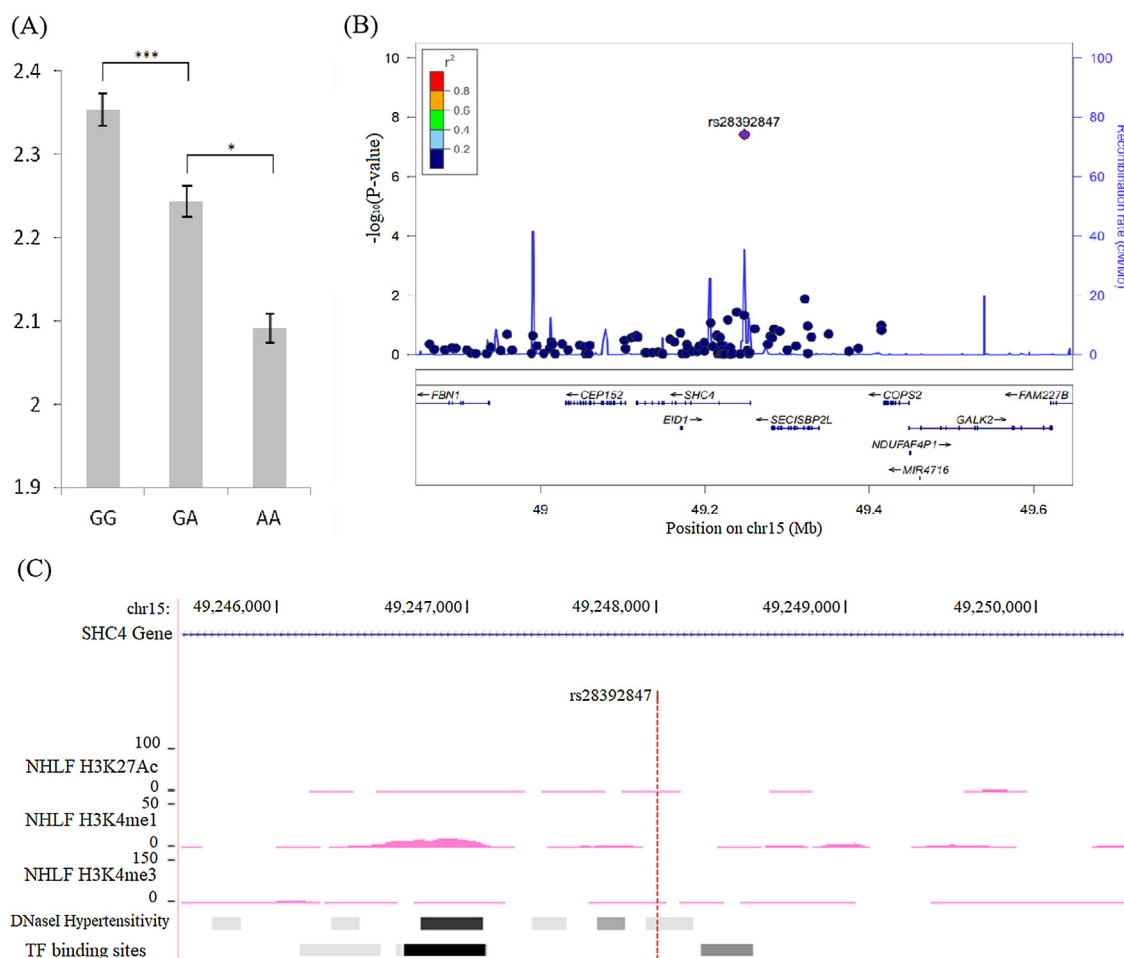 (A)
***
*
2.4
2.3
2.2
2.1
2
1.9
GG GA AA
(B)
r²
0.8
0.6
0.4
0.2
rs28392847
10
8
6
4
2
0
-log₁₀(P-value)
100
80
60
40
20
0
Recombination rate (cM/Mb)
←FBN1 ←CEP152 ←SHC4 ←COPS2 ←FAM227B
EID1→ ←SECISBP2L GALK2→
NDUFAF4P1→
←MIR4716
49 49.2 49.4 49.6
Position on chr15 (Mb)
(C)
chr15: 49,246,000 49,247,000 49,248,000 49,249,000 49,250,000
SHC4 Gene
rs28392847
100
NHLF H3K27Ac
0
50
NHLF H3K4me1
0
150
NHLF H3K4me3
0
DNaseI Hypertensitivity
TF binding sites